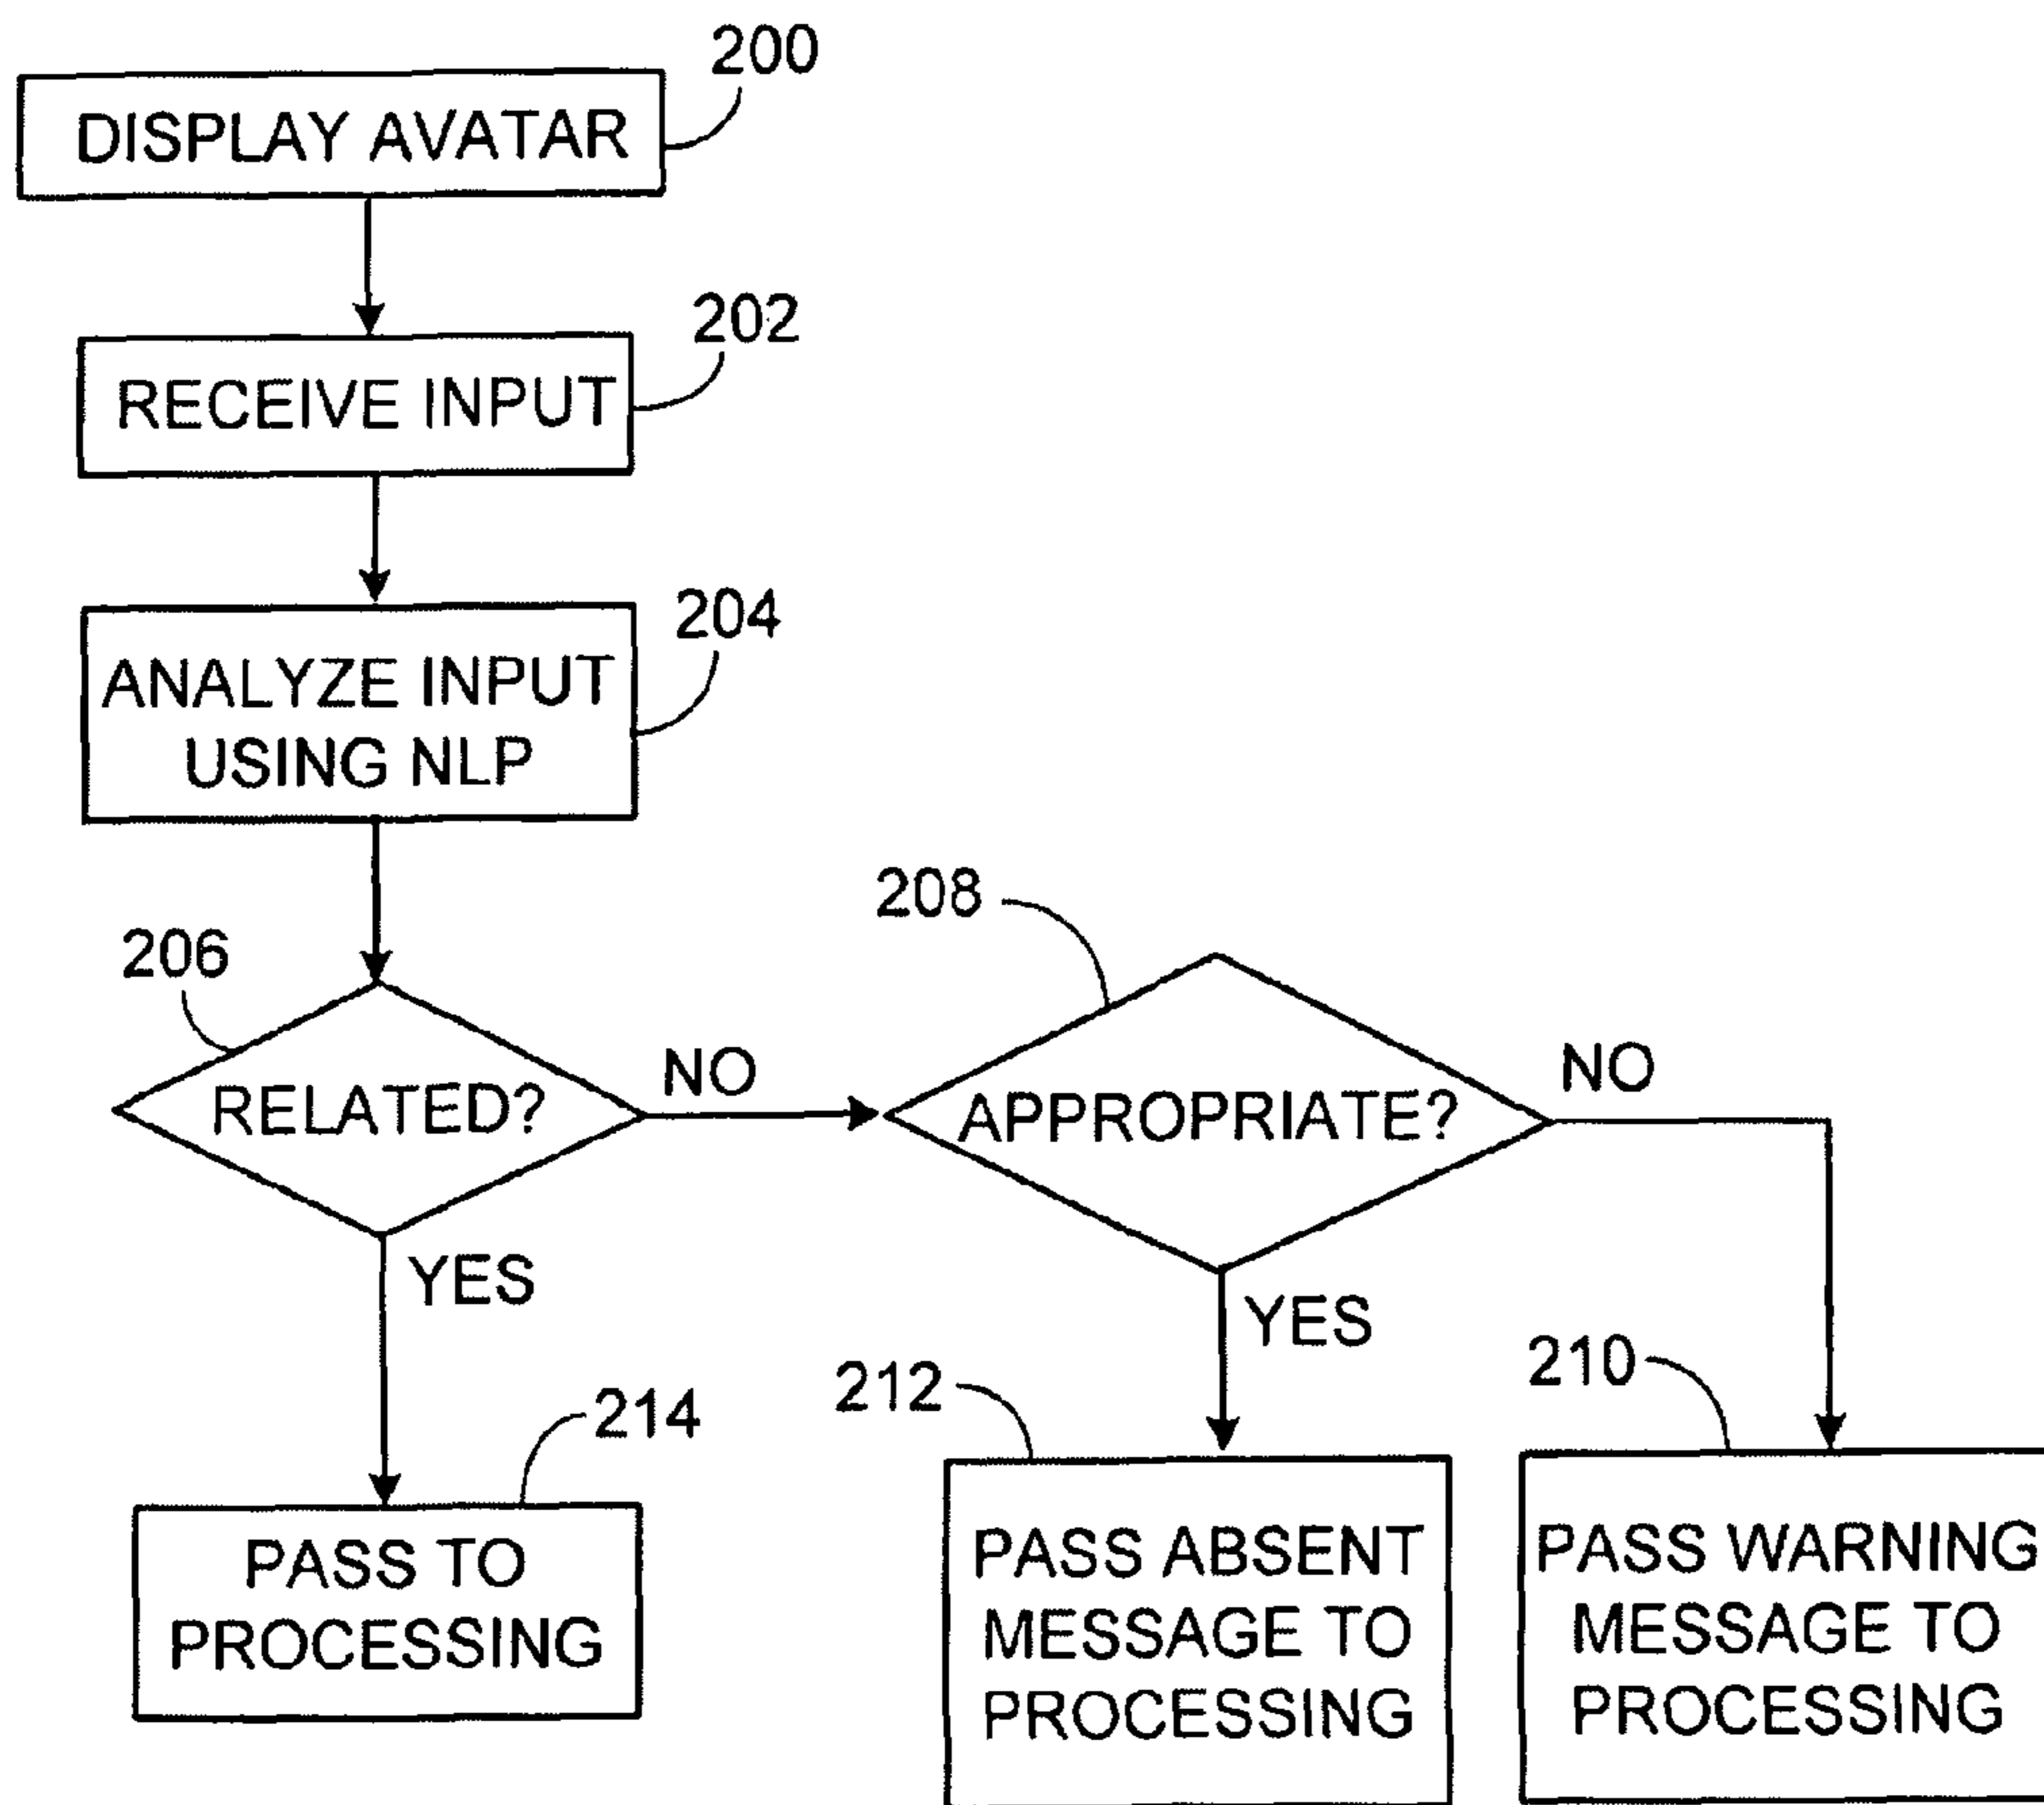 200
DISPLAY AVATAR
202
RECEIVE INPUT
204
ANALYZE INPUT
USING NLP
206
RELATED?
NO
YES
208
APPROPRIATE?
NO
YES
214
PASS TO
PROCESSING
212
PASS ABSENT
MESSAGE TO
PROCESSING
210
PASS WARNING
MESSAGE TO
PROCESSING